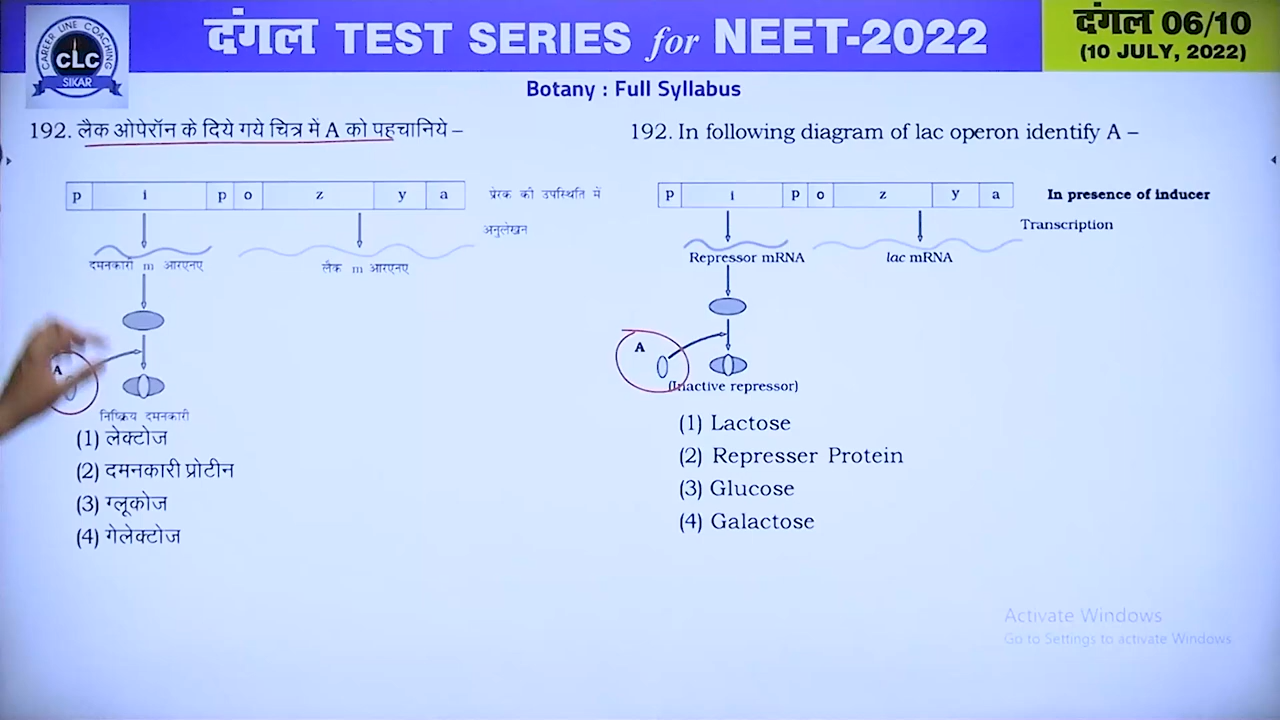 CAREER LINE COACHING
CLC
SIKAR
दंगल TEST SERIES for NEET-2022
दंगल 06/10
(10 JULY, 2022)
Botany : Full Syllabus
192. लैक ओपेरॉन के दिये गये चित्र में A को पहचानिये –
p i p o z y a
प्रेरक की उपस्थिति में
अनुलेखन
दमनकारी m आरएनए
लैक m आरएनए
A
निष्क्रिय दमनकारी
(1) लेक्टोज
(2) दमनकारी प्रोटीन
(3) ग्लूकोज
(4) गेलेक्टोज
192. In following diagram of lac operon identify A –
p i p o z y a
In presence of inducer
Transcription
Repressor mRNA
lac mRNA
A
(Inactive repressor)
(1) Lactose
(2) Represser Protein
(3) Glucose
(4) Galactose
Activate Windows
Go to Settings to activate Windows.